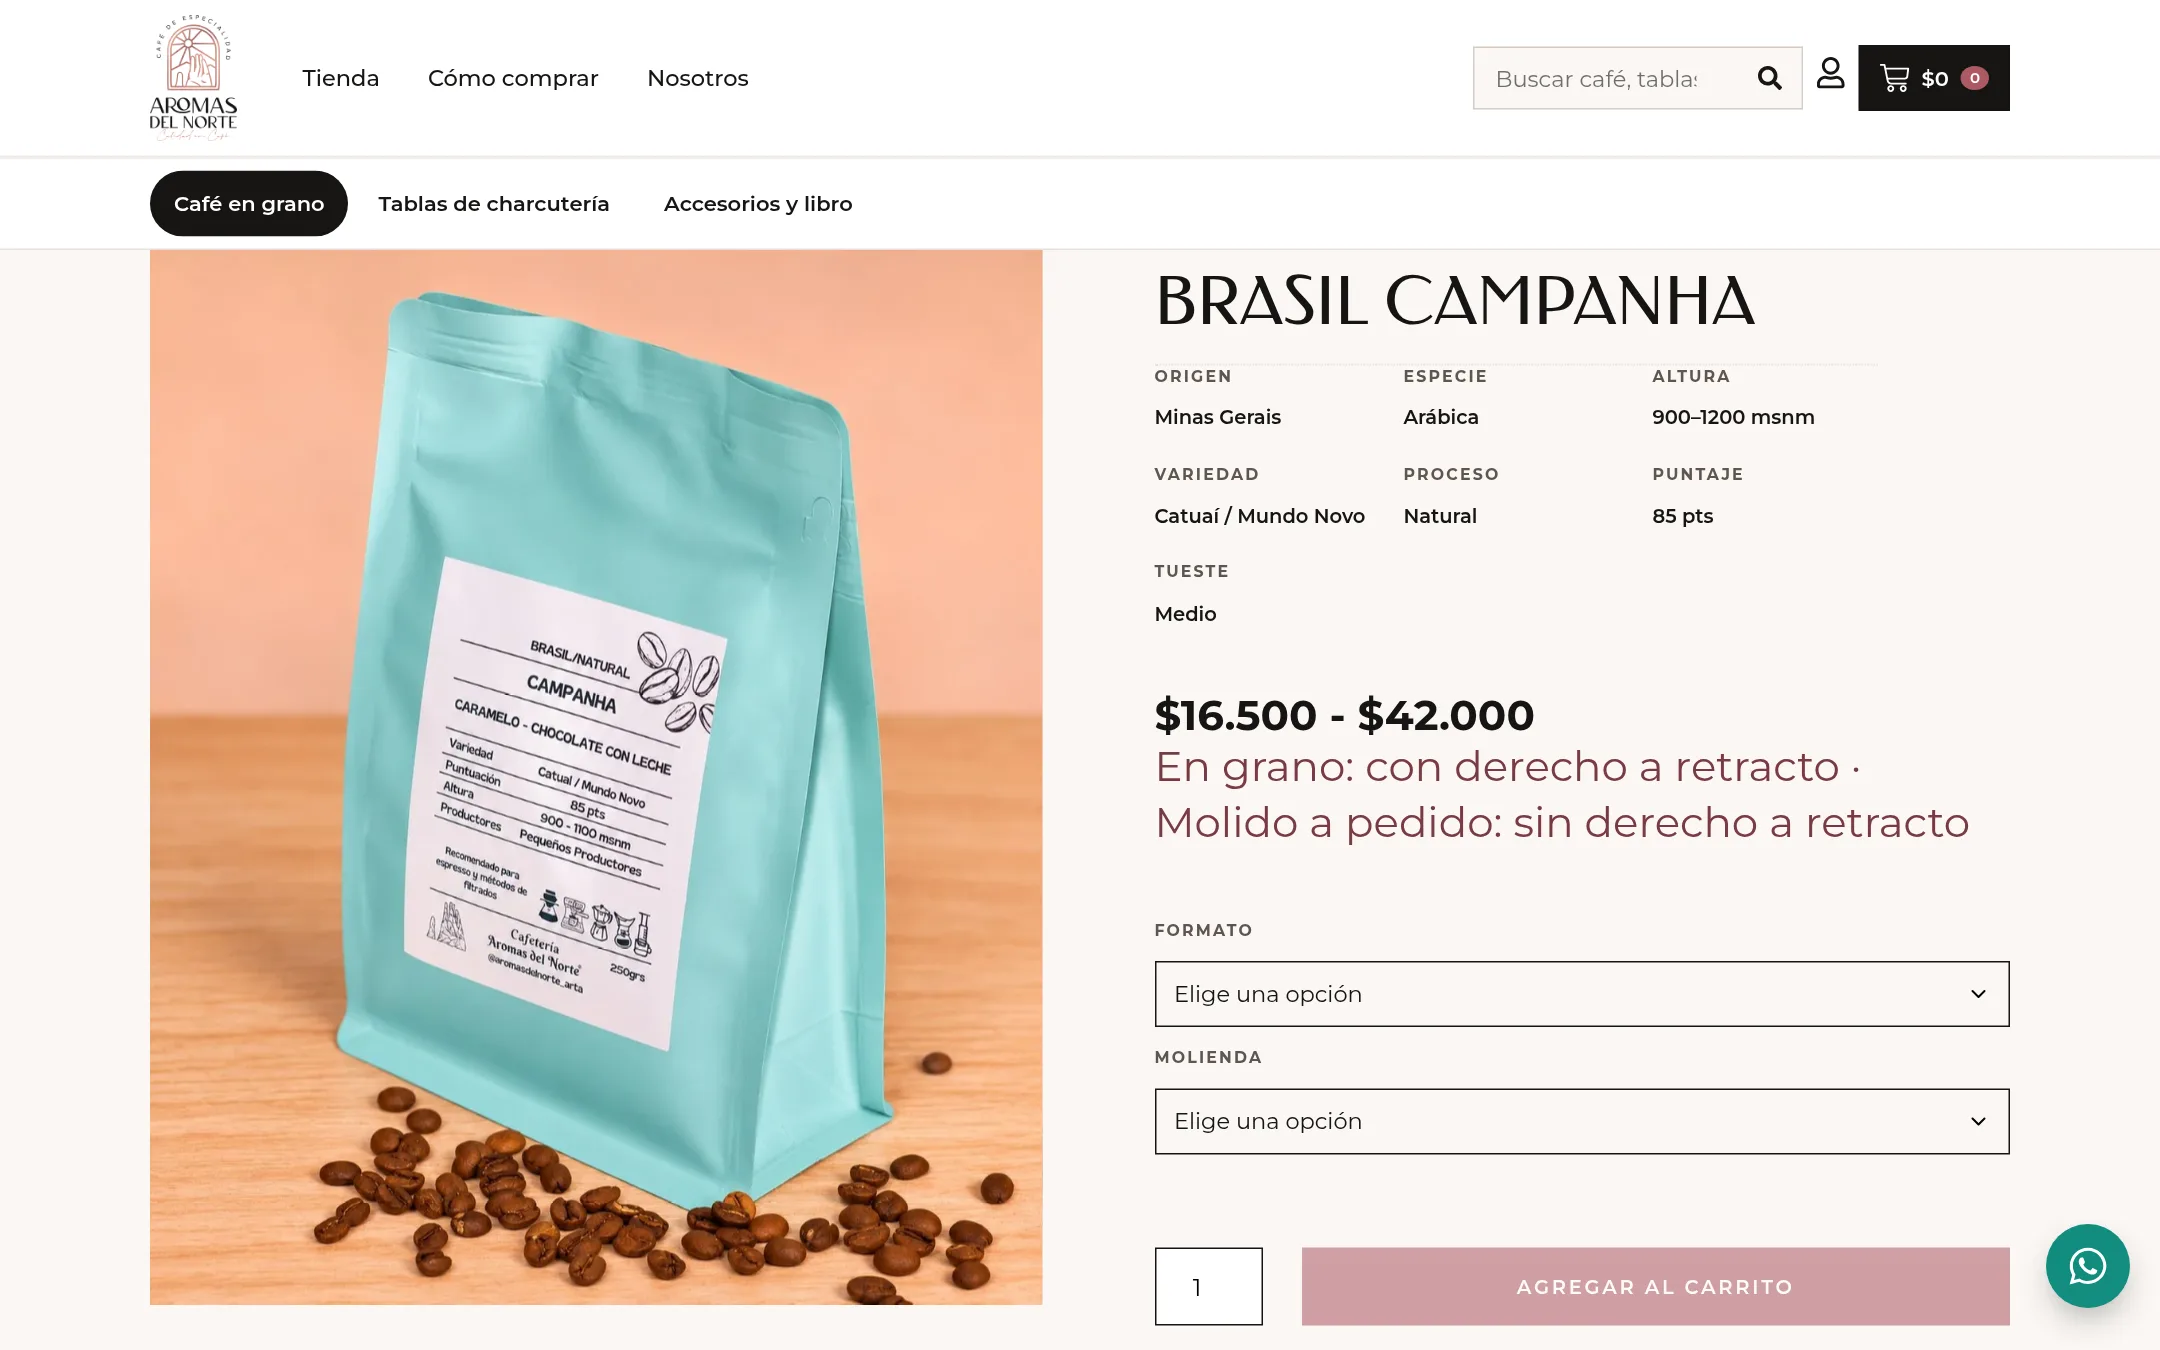 CAFÉ DE ESPECIALIDAD
AROMAS
DEL NORTE
Tienda
Cómo comprar
Nosotros
Buscar café, tablas
$0
0
Café en grano
Tablas de charcutería
Accesorios y libro
BRASIL/NATURAL
CAMPANHA
CARAMELO - CHOCOLATE CON LECHE
Variedad Catual / Mundo Novo
Puntuación 85 pts
Altura 900 - 1100 msnm
Productores Pequeños Productores
Recomendado para
espresso y métodos de
filtrados
Cafetería
Aromas del Norte
@aromasdelnorte_arta
250grs
BRASIL CAMPANHA
ORIGEN
Minas Gerais
ESPECIE
Arábica
ALTURA
900–1200 msnm
VARIEDAD
Catuaí / Mundo Novo
PROCESO
Natural
PUNTAJE
85 pts
TUESTE
Medio
$16.500 - $42.000
En grano: con derecho a retracto ·
Molido a pedido: sin derecho a retracto
FORMATO
Elige una opción
MOLIENDA
Elige una opción
1
AGREGAR AL CARRITO